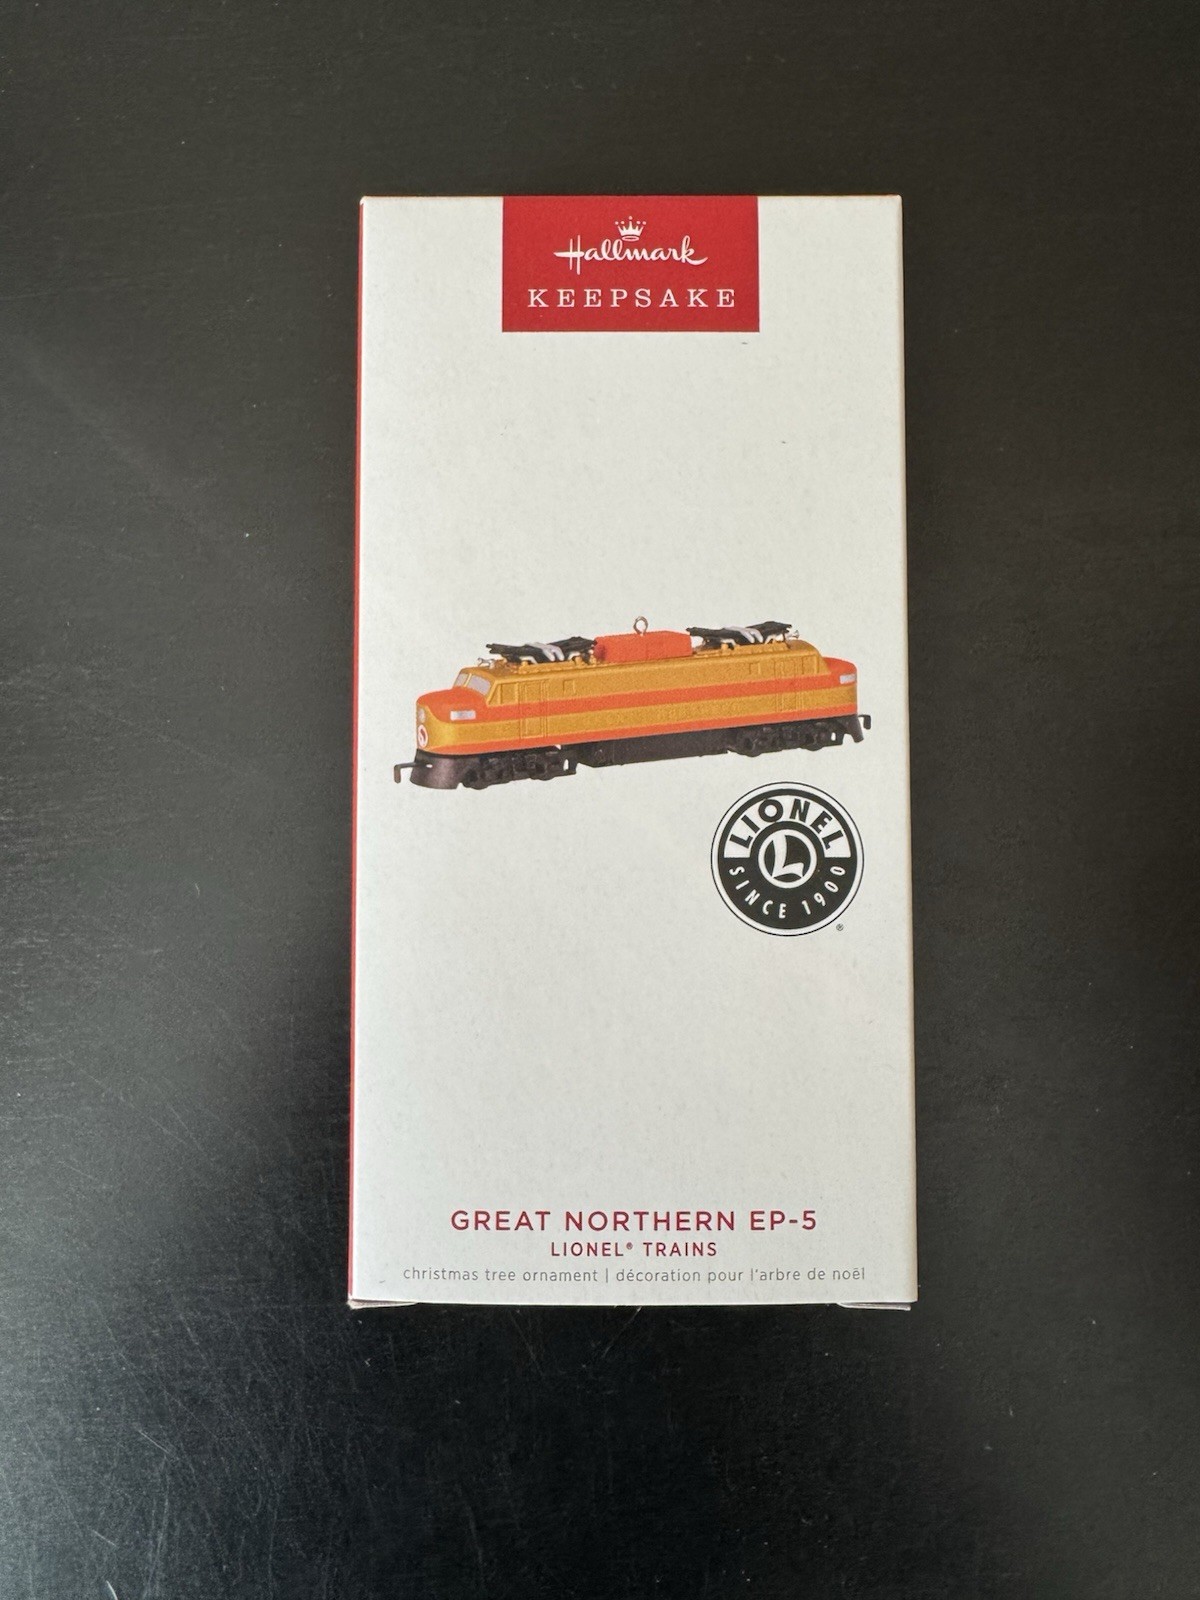 Hallmark
KEEPSAKE
LIONEL
L
SINCE 1900
®
GREAT NORTHERN EP-5
LIONEL® TRAINS
christmas tree ornament | décoration pour l'arbre de noël